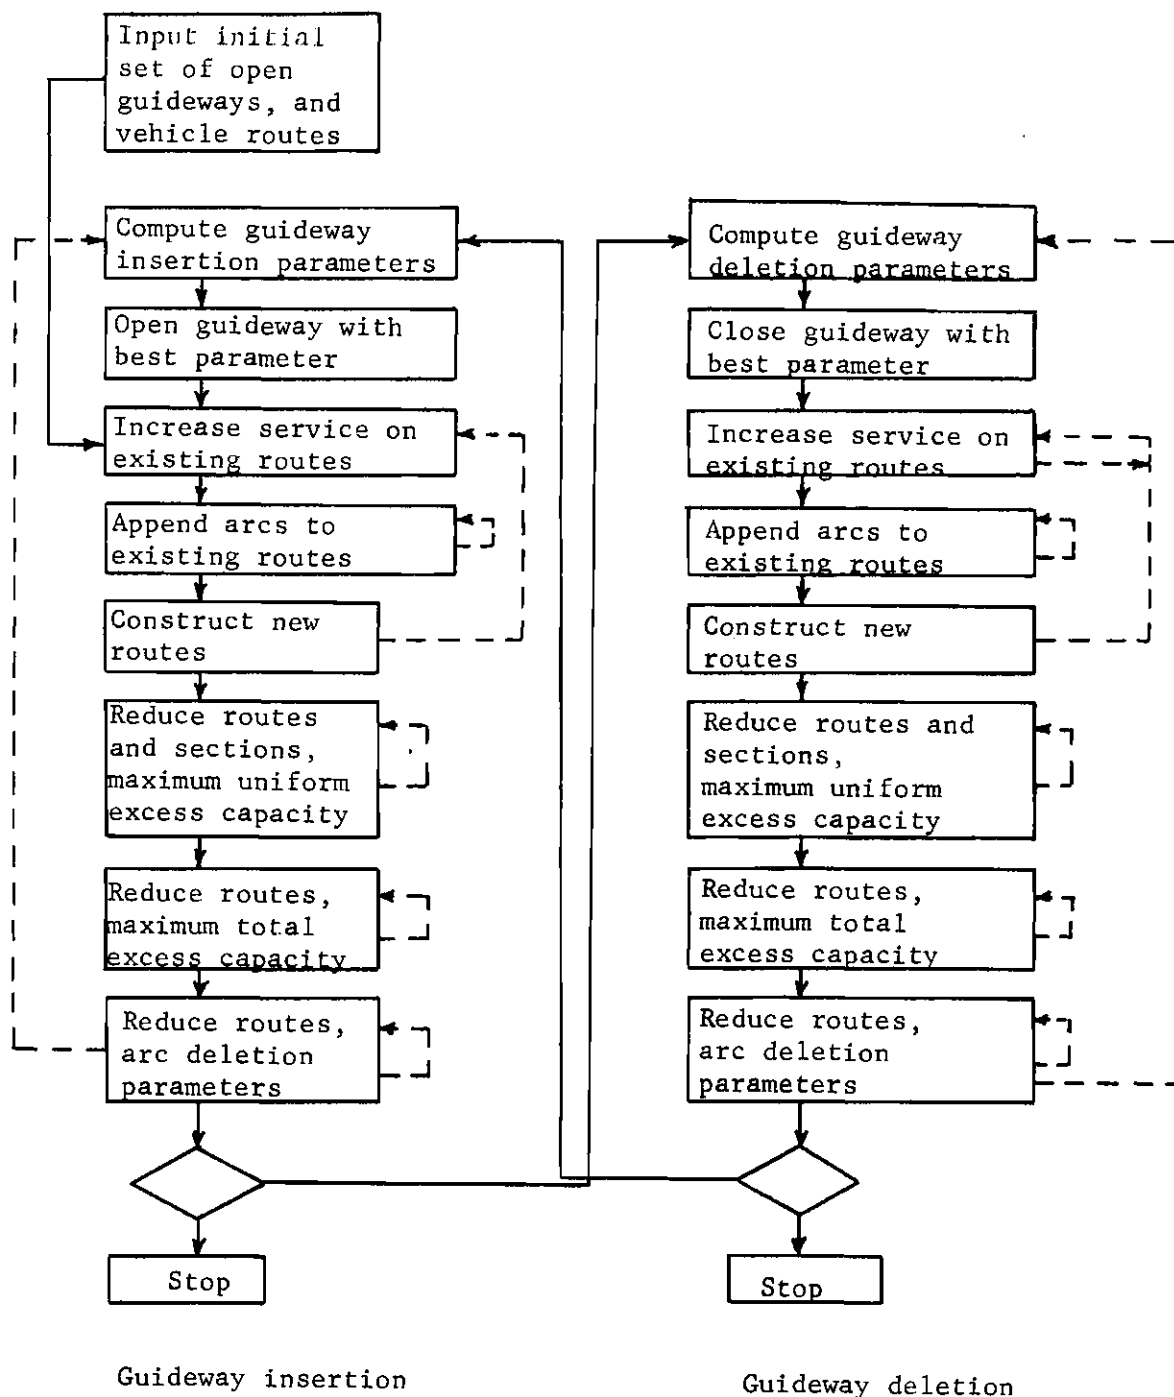 Input initial
set of open
guideways, and
vehicle routes
Compute guideway
insertion parameters
Open guideway with
best parameter
Increase service on
existing routes
Append arcs to
existing routes
Construct new
routes
Reduce routes
and sections,
maximum uniform
excess capacity
Reduce routes,
maximum total
excess capacity
Reduce routes,
arc deletion
parameters
Stop
Guideway insertion
Compute guideway
deletion parameters
Close guideway with
best parameter
Increase service on
existing routes
Append arcs to
existing routes
Construct new
routes
Reduce routes and
sections,
maximum uniform
excess capacity
Reduce routes,
maximum total
excess capacity
Reduce routes,
arc deletion
parameters
Stop
Guideway deletion